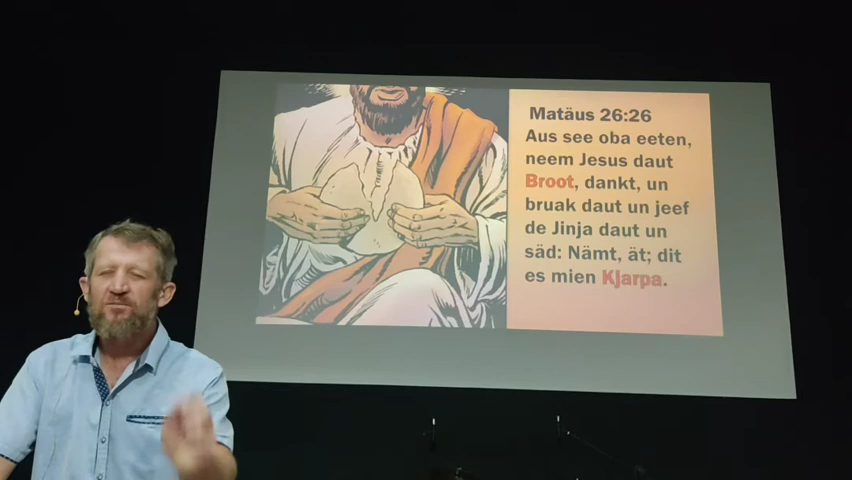 Matäus 26:26
Aus see oba eeten,
neem Jesus daut
Broot, dankt, un
bruak daut un jeef
de Jinja daut un
säd: Nämt, ät; dit
es mien Kjarpa.